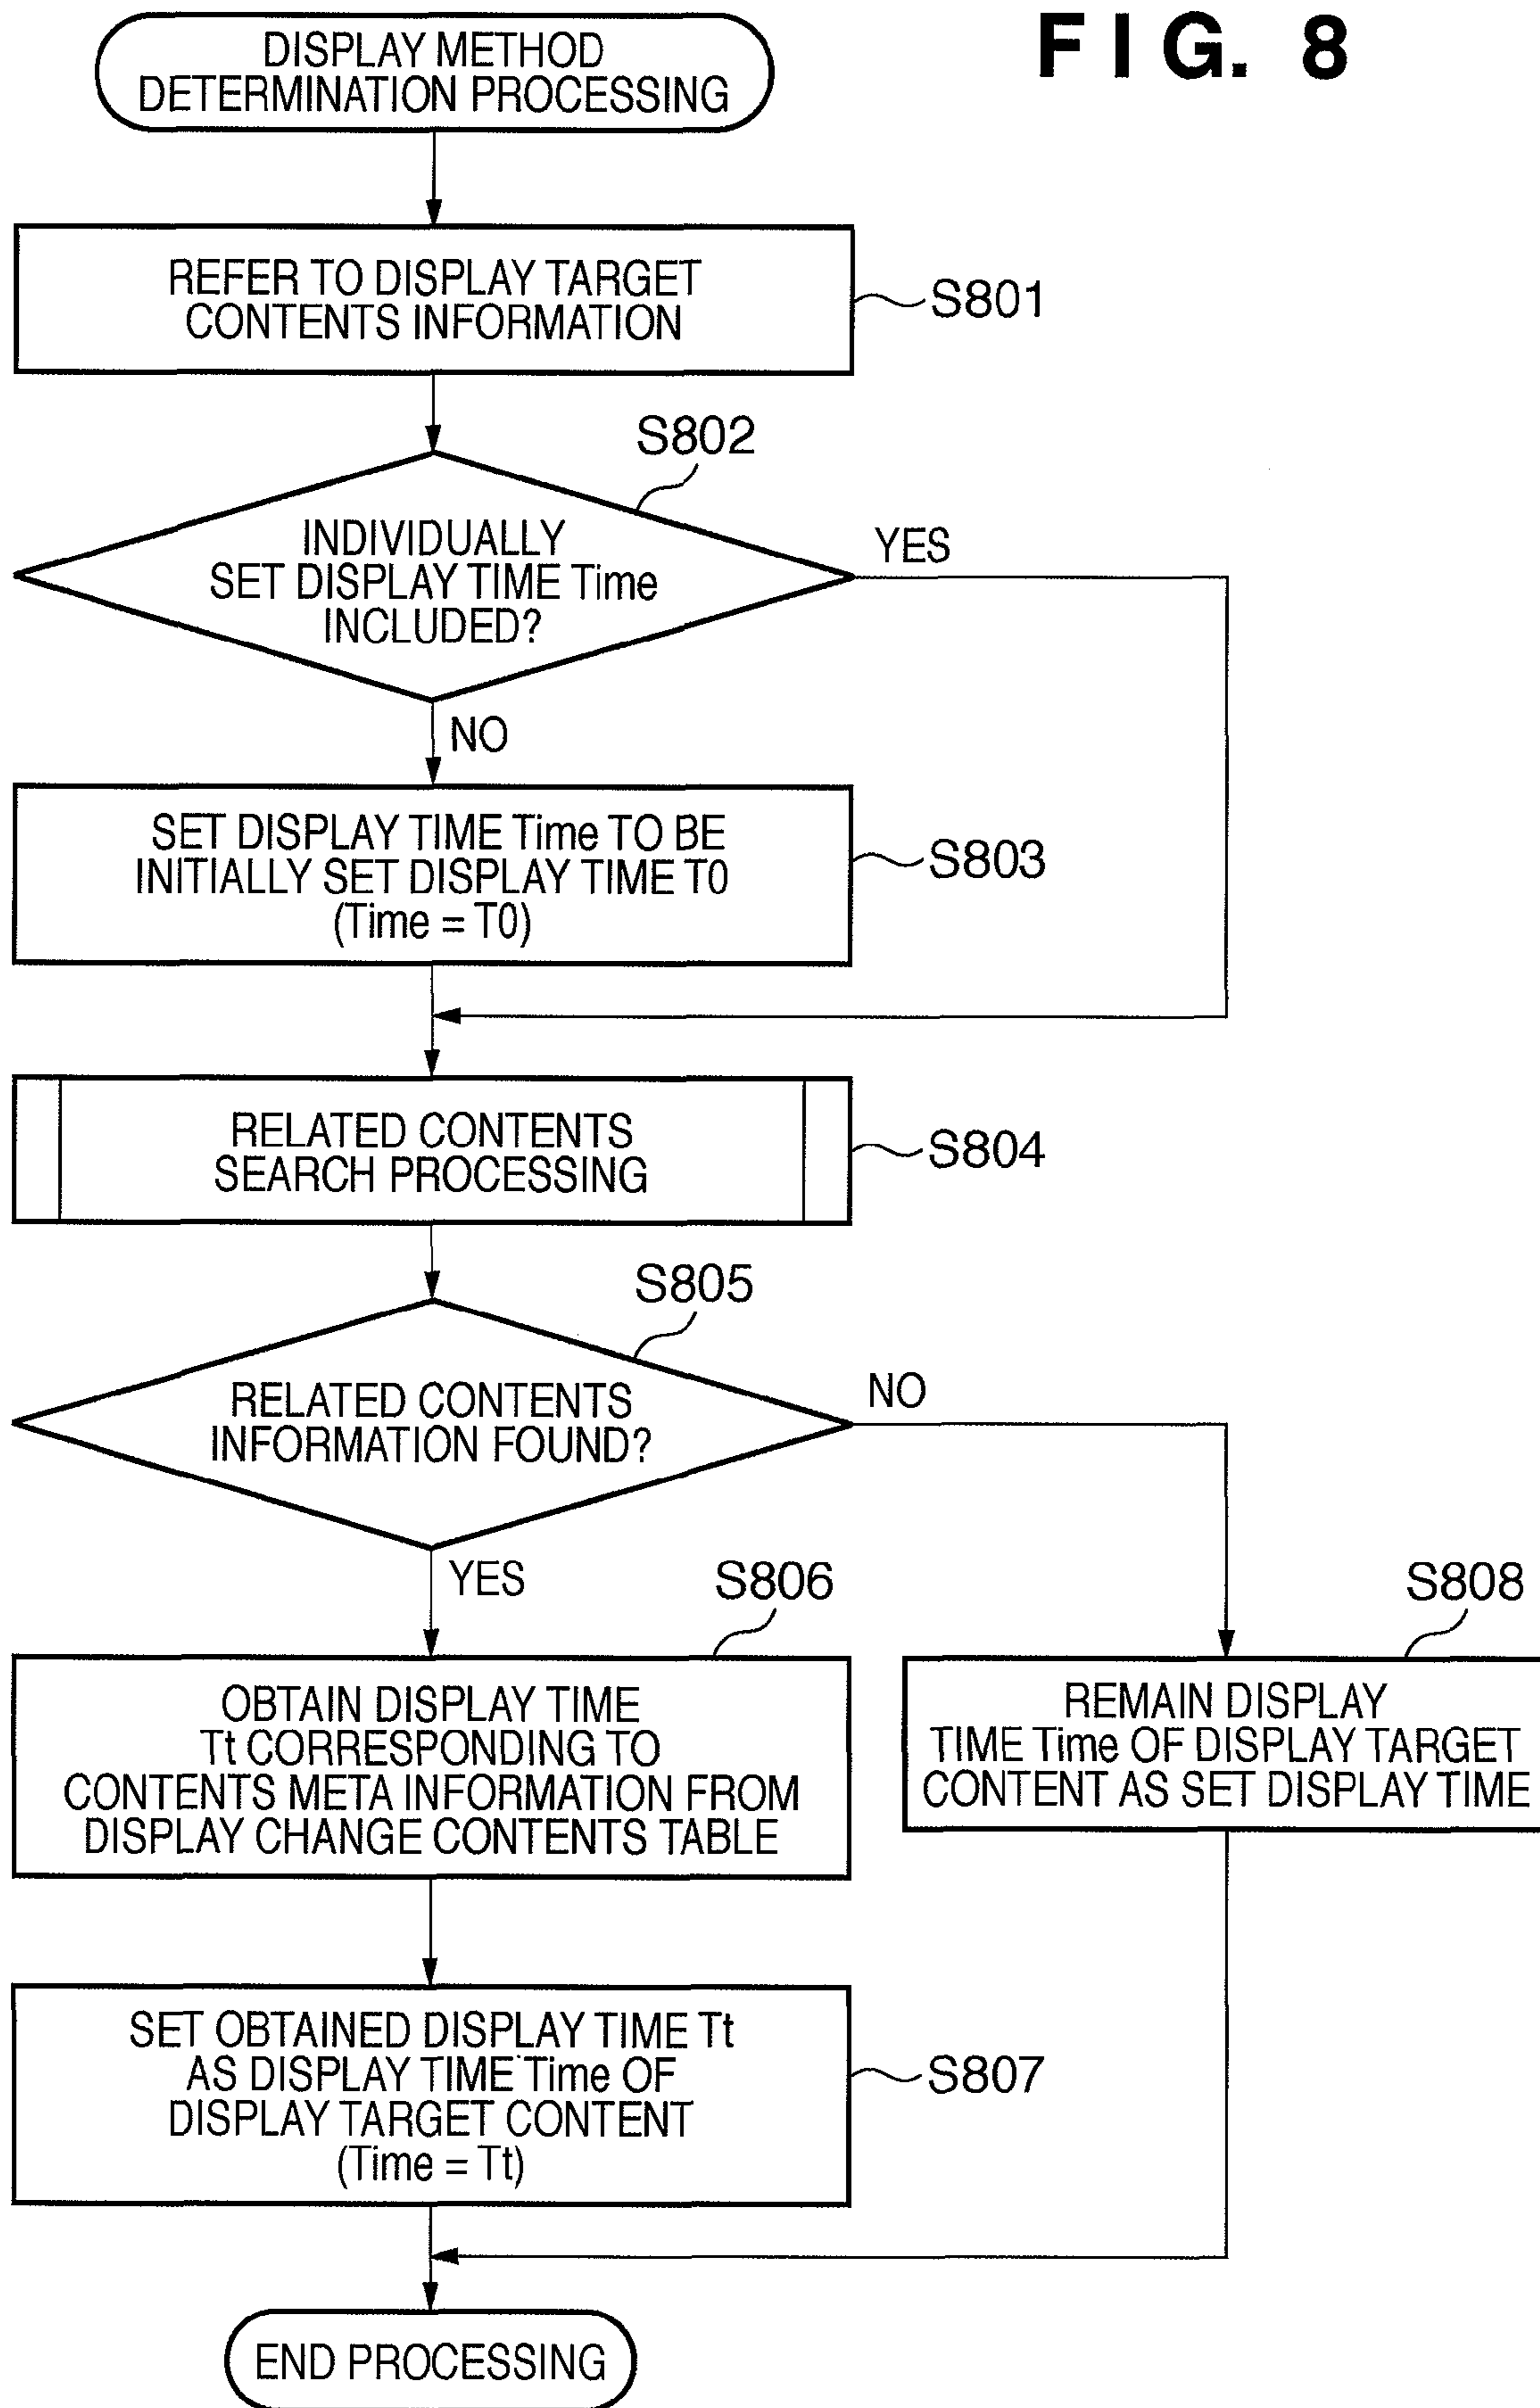 FIG. 8
DISPLAY METHOD
DETERMINATION PROCESSING
REFER TO DISPLAY TARGET
CONTENTS INFORMATION
S801
S802
INDIVIDUALLY
SET DISPLAY TIME Time
INCLUDED?
YES
NO
SET DISPLAY TIME Time TO BE
INITIALLY SET DISPLAY TIME T0
(Time = T0)
S803
RELATED CONTENTS
SEARCH PROCESSING
S804
S805
RELATED CONTENTS
INFORMATION FOUND?
NO
YES
S806
OBTAIN DISPLAY TIME
Tt CORRESPONDING TO
CONTENTS META INFORMATION FROM
DISPLAY CHANGE CONTENTS TABLE
S808
REMAIN DISPLAY
TIME Time OF DISPLAY TARGET
CONTENT AS SET DISPLAY TIME
SET OBTAINED DISPLAY TIME Tt
AS DISPLAY TIME Time OF
DISPLAY TARGET CONTENT
(Time = Tt)
S807
END PROCESSING